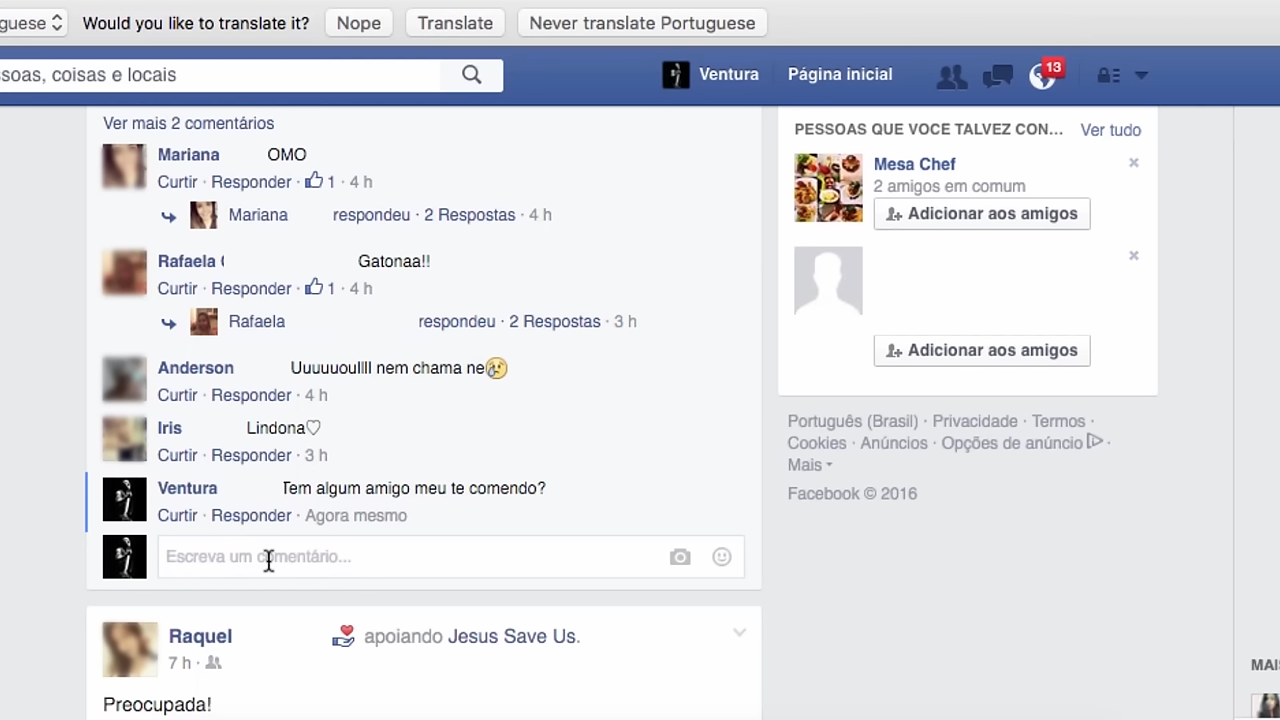 guese Would you like to translate it? Nope Translate Never translate Portuguese
ssoas, coisas e locais Ventura Página inicial 13
Ver mais 2 comentários
Mariana OMO
Curtir · Responder · 1 · 4 h
Mariana respondeu · 2 Respostas · 4 h
Rafaela Gatonaa!!
Curtir · Responder · 1 · 4 h
Rafaela respondeu · 2 Respostas · 3 h
Anderson Uuuuuoullll nem chama ne😢
Curtir · Responder · 4 h
Iris Lindona♡
Curtir · Responder · 3 h
Ventura Tem algum amigo meu te comendo?
Curtir · Responder · Agora mesmo
Escreva um comentário...
Raquel apoiando Jesus Save Us.
7 h ·
Preocupada!
PESSOAS QUE VOCE TALVEZ CON... Ver tudo
Mesa Chef
2 amigos em comum
Adicionar aos amigos
Adicionar aos amigos
Português (Brasil) · Privacidade · Termos ·
Cookies · Anúncios · Opções de anúncio ·
Mais
Facebook © 2016
MAI